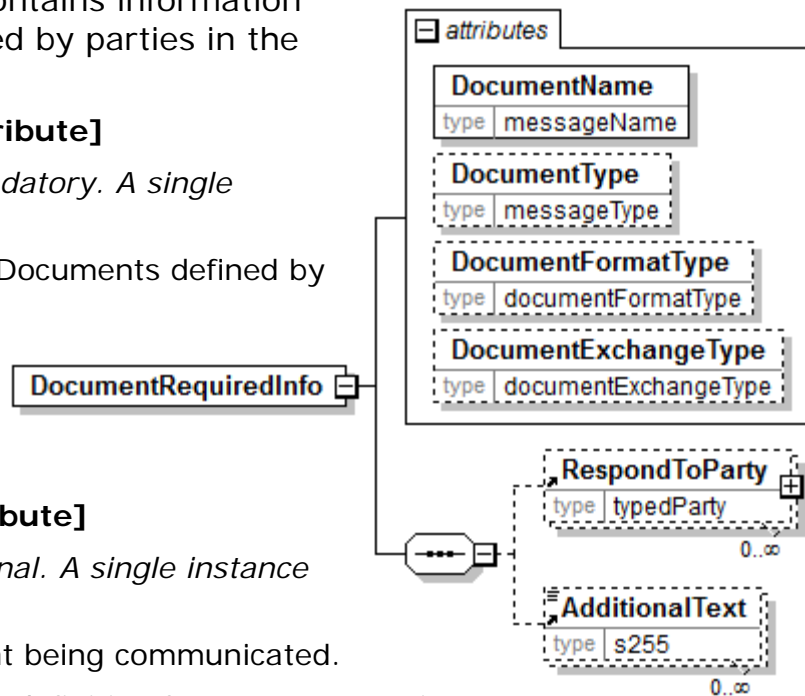 ontains information
ed by parties in the
ribute]
datory. A single
Documents defined by
bute]
nal. A single instance
t being communicated.
attributes
DocumentName
type messageName
DocumentType
type messageType
DocumentFormatType
type documentFormatType
DocumentExchangeType
type documentExchangeType
DocumentRequiredInfo
RespondToParty
type typedParty
0..∞
AdditionalText
type s255
0..∞